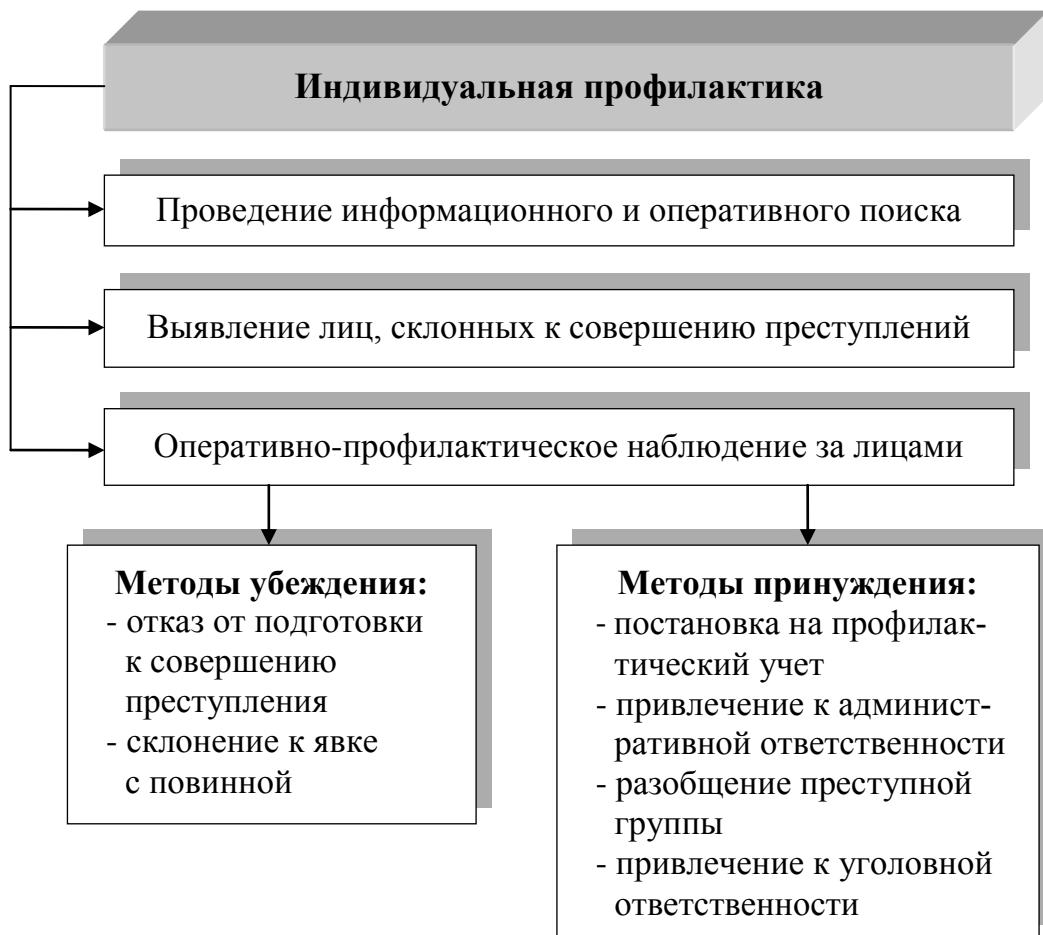 Индивидуальная профилактика
Проведение информационного и оперативного поиска
Выявление лиц, склонных к совершению преступлений
Оперативно-профилактическое наблюдение за лицами
Методы убеждения:
- отказ от подготовки
к совершению
преступления
- склонение к явке
с повинной
Методы принуждения:
- постановка на профилак-
тический учет
- привлечение к админист-
ративной ответственности
- разобщение преступной
группы
- привлечение к уголовной
ответственности